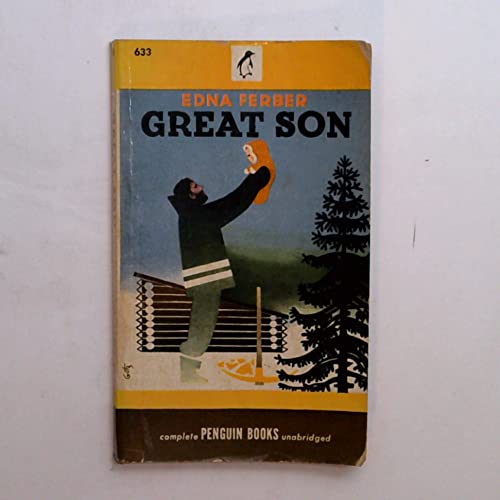 633
EDNA FERBER
GREAT SON
complete PENGUIN BOOKS unabridged